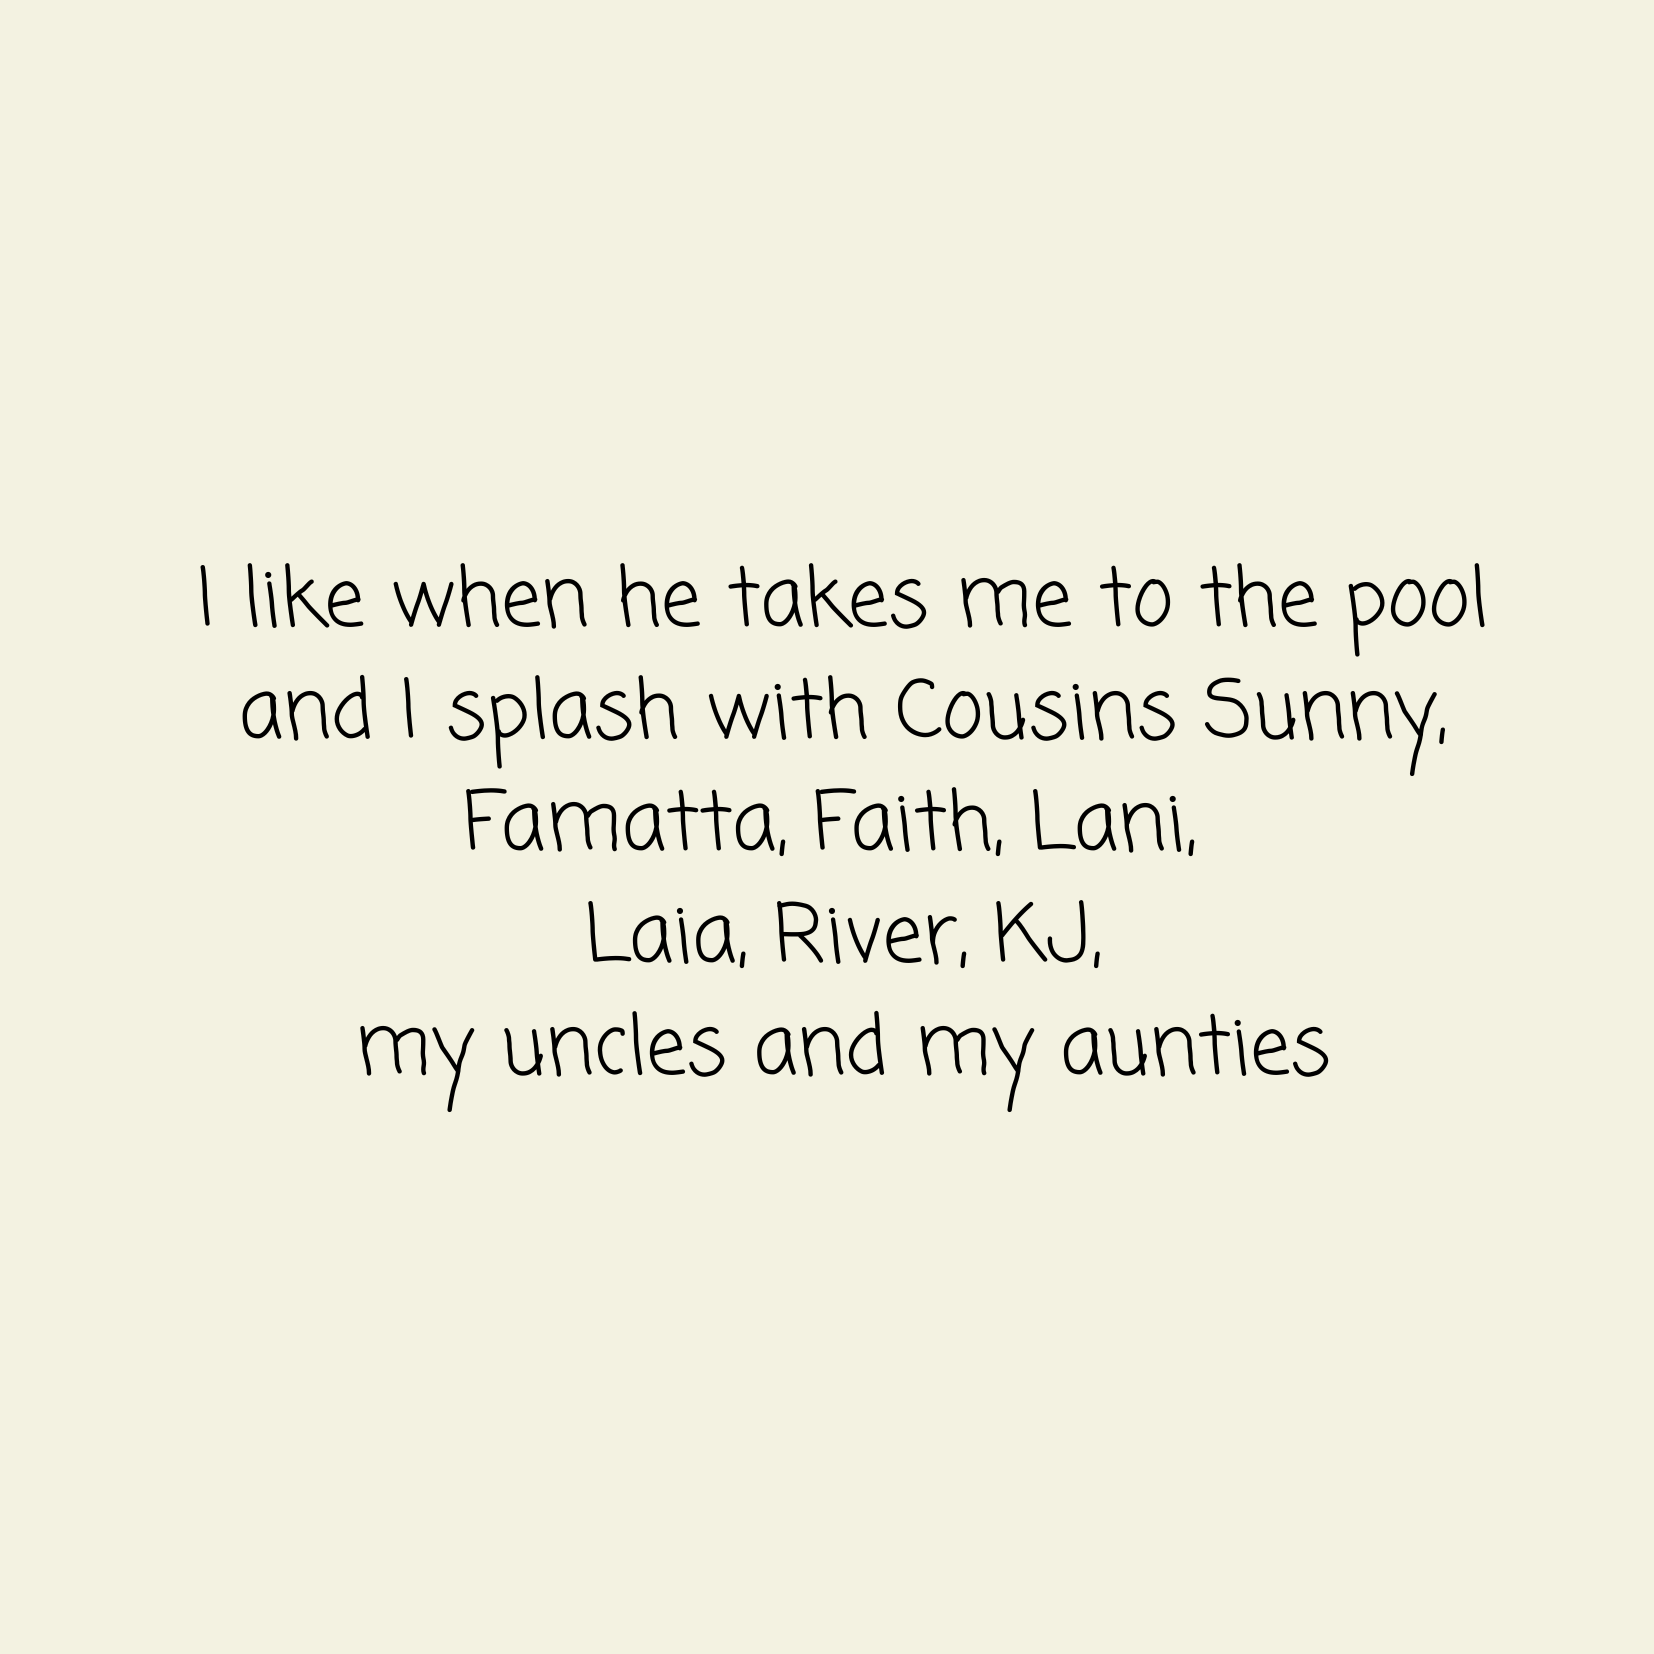 I like when he takes me to the pool
and I splash with Cousins Sunny,
Famatta, Faith, Lani,
Laia, River, KJ,
my uncles and my aunties